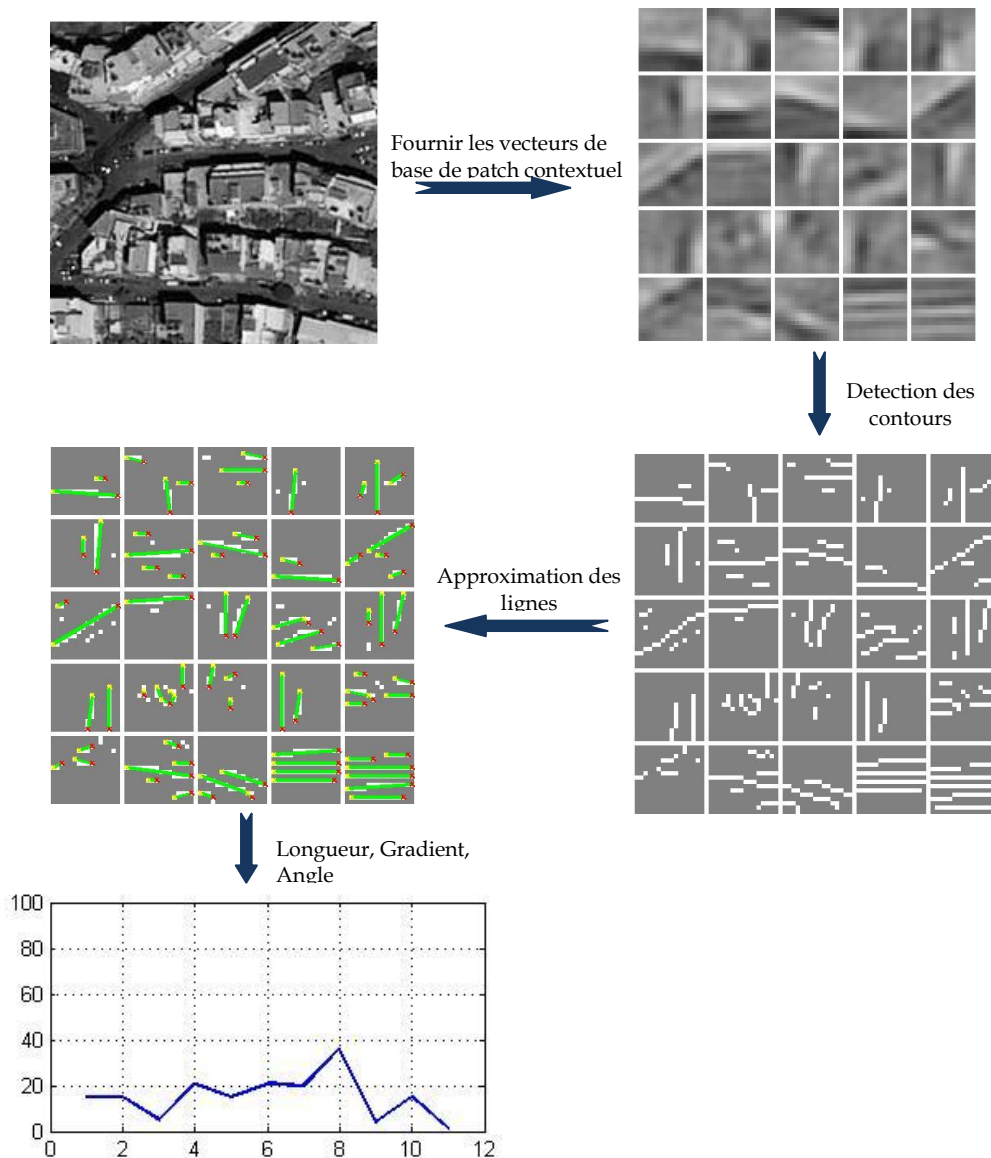 Fournir les vecteurs de
base de patch contextuel
Detection des
contours
Approximation des
lignes
Longueur, Gradient,
Angle
100
80
60
40
20
0
0 2 4 6 8 10 12